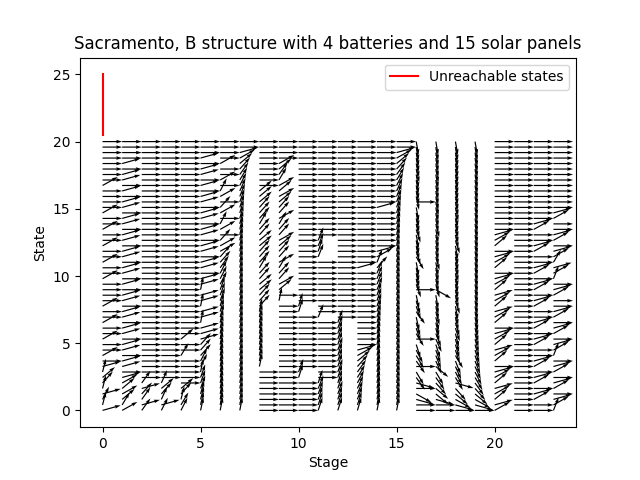 Sacramento, B structure with 4 batteries and 15 solar panels
25
Unreachable states
20
15
10
5
0
State
0 5 10 15 20
Stage